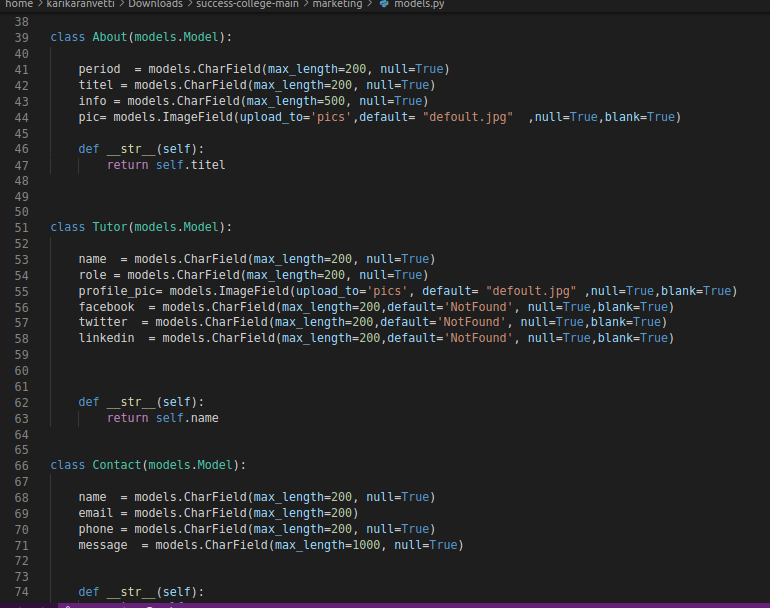 home > karikaranvetti > Downloads > success-college-main > marketing > models.py
38
39 class About(models.Model):
40
41 period  = models.CharField(max_length=200, null=True)
42 titel = models.CharField(max_length=200, null=True)
43 info = models.CharField(max_length=500, null=True)
44 pic= models.ImageField(upload_to='pics',default= "defoult.jpg"  ,null=True,blank=True)
45
46 def __str__(self):
47 return self.titel
48
49
50
51 class Tutor(models.Model):
52
53 name  = models.CharField(max_length=200, null=True)
54 role = models.CharField(max_length=200, null=True)
55 profile_pic= models.ImageField(upload_to='pics', default= "defoult.jpg" ,null=True,blank=True)
56 facebook  = models.CharField(max_length=200,default='NotFound', null=True,blank=True)
57 twitter  = models.CharField(max_length=200,default='NotFound', null=True,blank=True)
58 linkedin  = models.CharField(max_length=200,default='NotFound', null=True,blank=True)
59
60
61
62 def __str__(self):
63 return self.name
64
65
66 class Contact(models.Model):
67
68 name  = models.CharField(max_length=200, null=True)
69 email = models.CharField(max_length=200)
70 phone = models.CharField(max_length=200, null=True)
71 message  = models.CharField(max_length=1000, null=True)
72
73
74 def __str__(self):